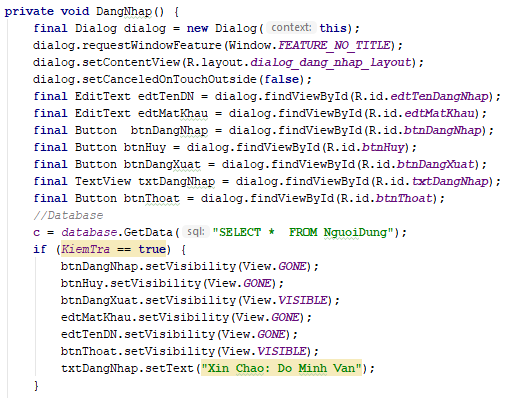 private void DangNhap() {
    final Dialog dialog = new Dialog( context: this);
    dialog.requestWindowFeature(Window.FEATURE_NO_TITLE);
    dialog.setContentView(R.layout.dialog_dang_nhap_layout);
    dialog.setCanceledOnTouchOutside(false);
    final EditText edtTenDN = dialog.findViewById(R.id.edtTenDangNhap);
    final EditText edtMatKhau = dialog.findViewById(R.id.edtMatKhau);
    final Button  btnDangNhap = dialog.findViewById(R.id.btnDangNhap);
    final Button btnHuy = dialog.findViewById(R.id.btnHuy);
    final Button btnDangXuat = dialog.findViewById(R.id.btnDangXuat);
    final TextView txtDangNhap = dialog.findViewById(R.id.txtDangNhap);
    final Button btnThoat = dialog.findViewById(R.id.btnThoat);
    //Database
    c = database.GetData( sql: "SELECT *  FROM NguoiDung");
    if (KiemTra == true) {
        btnDangNhap.setVisibility(View.GONE);
        btnHuy.setVisibility(View.GONE);
        btnDangXuat.setVisibility(View.VISIBLE);
        edtMatKhau.setVisibility(View.GONE);
        edtTenDN.setVisibility(View.GONE);
        btnThoat.setVisibility(View.VISIBLE);
        txtDangNhap.setText("Xin Chao: Do Minh Van");
    }